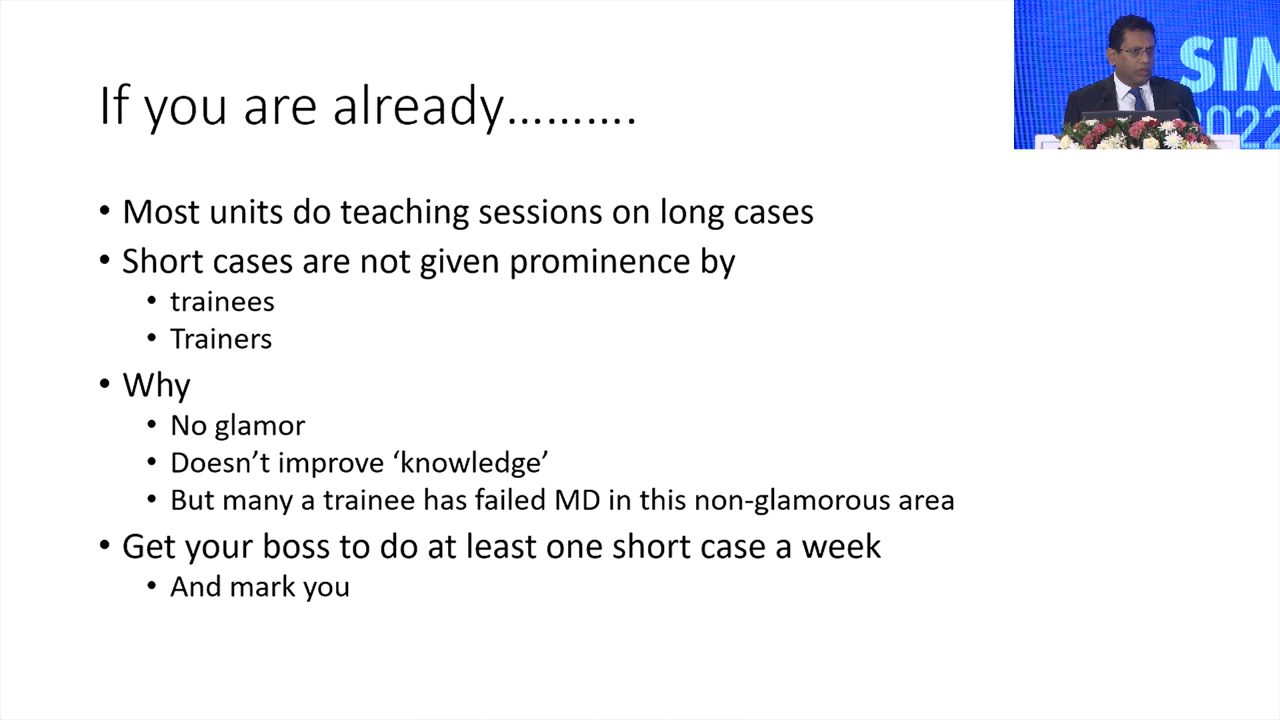 If you are already……….
• Most units do teaching sessions on long cases
• Short cases are not given prominence by
• trainees
• Trainers
• Why
• No glamor
• Doesn’t improve ‘knowledge’
• But many a trainee has failed MD in this non-glamorous area
• Get your boss to do at least one short case a week
• And mark you